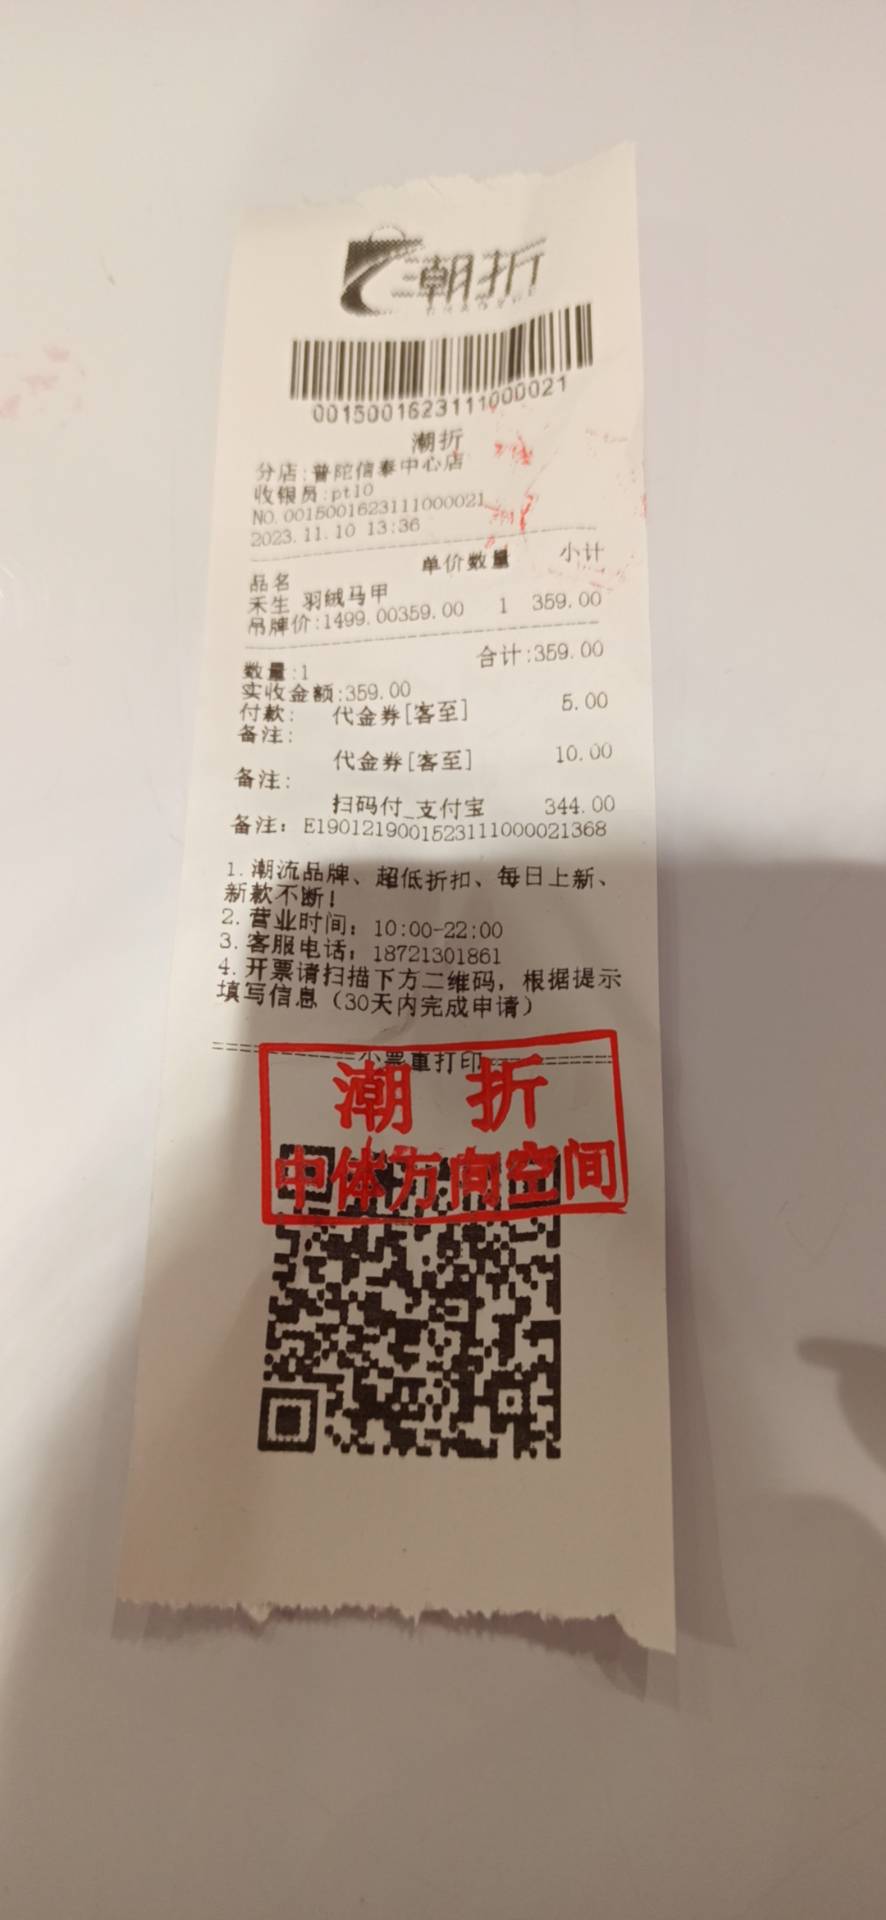 潮折
0015001623111000021
潮折
分店:普陀信泰中心店
收银员:pt10
NO.0015001623111000021
2023.11.10 13:36
品名 单价数量 小计
禾生 羽绒马甲
吊牌价:1499.00359.00 1 359.00
数量:1 合计:359.00
实收金额:359.00
付款: 代金券[客至] 5.00
备注:
代金券[客至] 10.00
备注:
扫码付_支付宝 344.00
备注: E1901219001523111000021368
1.潮流品牌、超低折扣、每日上新、
新款不断!
2.营业时间: 10:00-22:00
3.客服电话: 18721301861
4.开票请扫描下方二维码, 根据提示
填写信息（30天内完成申请）
小票重打印
潮折
中体万向空间